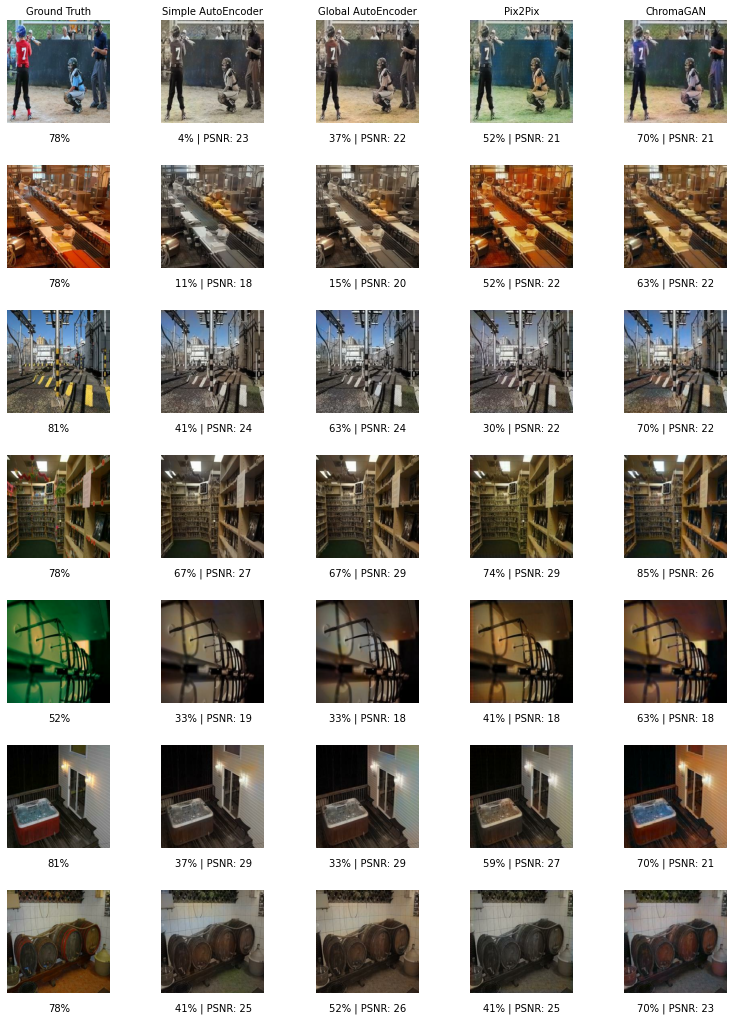 Ground Truth Simple AutoEncoder Global AutoEncoder Pix2Pix ChromaGAN
7 7 7 7 7
78% 4% | PSNR: 23 37% | PSNR: 22 52% | PSNR: 21 70% | PSNR: 21
78% 11% | PSNR: 18 15% | PSNR: 20 52% | PSNR: 22 63% | PSNR: 22
81% 41% | PSNR: 24 63% | PSNR: 24 30% | PSNR: 22 70% | PSNR: 22
78% 67% | PSNR: 27 67% | PSNR: 29 74% | PSNR: 29 85% | PSNR: 26
52% 33% | PSNR: 19 33% | PSNR: 18 41% | PSNR: 18 63% | PSNR: 18
81% 37% | PSNR: 29 33% | PSNR: 29 59% | PSNR: 27 70% | PSNR: 21
78% 41% | PSNR: 25 52% | PSNR: 26 41% | PSNR: 25 70% | PSNR: 23